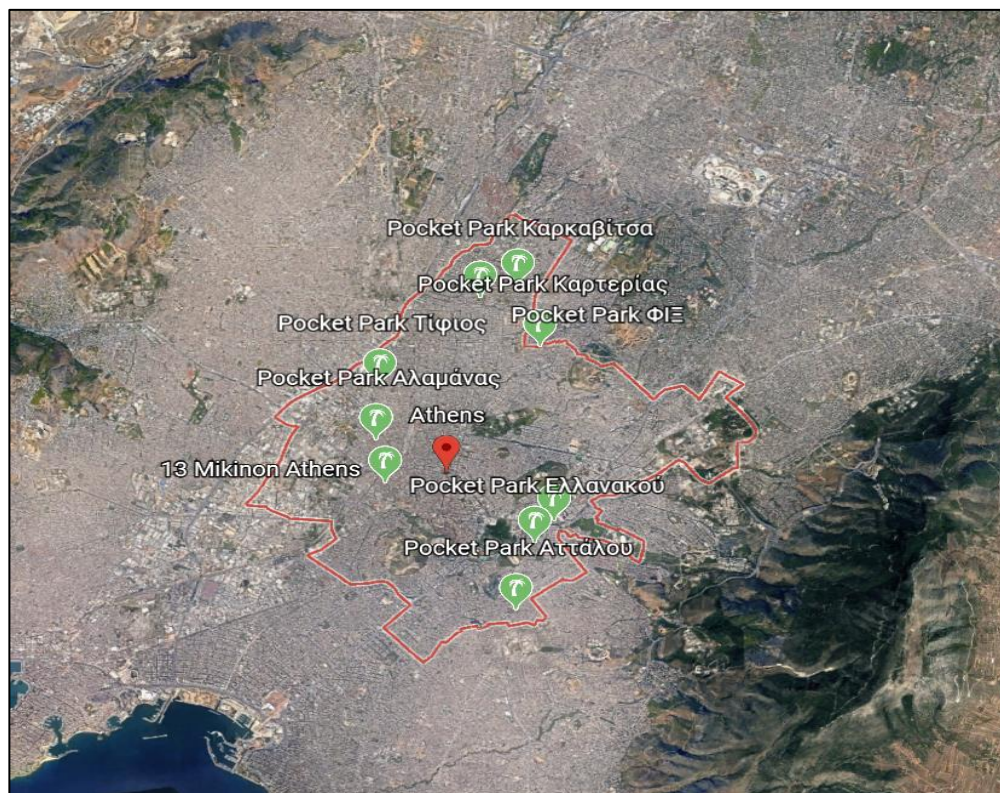 Pocket Park Καρκαβίτσα
Pocket Park Καρτερίας
Pocket Park ΦΙΞ
Pocket Park Τίφιος
Pocket Park Αλαμάνας
Athens
13 Mikinon Athens
Pocket Park Ελλανακού
Pocket Park Αττάλου